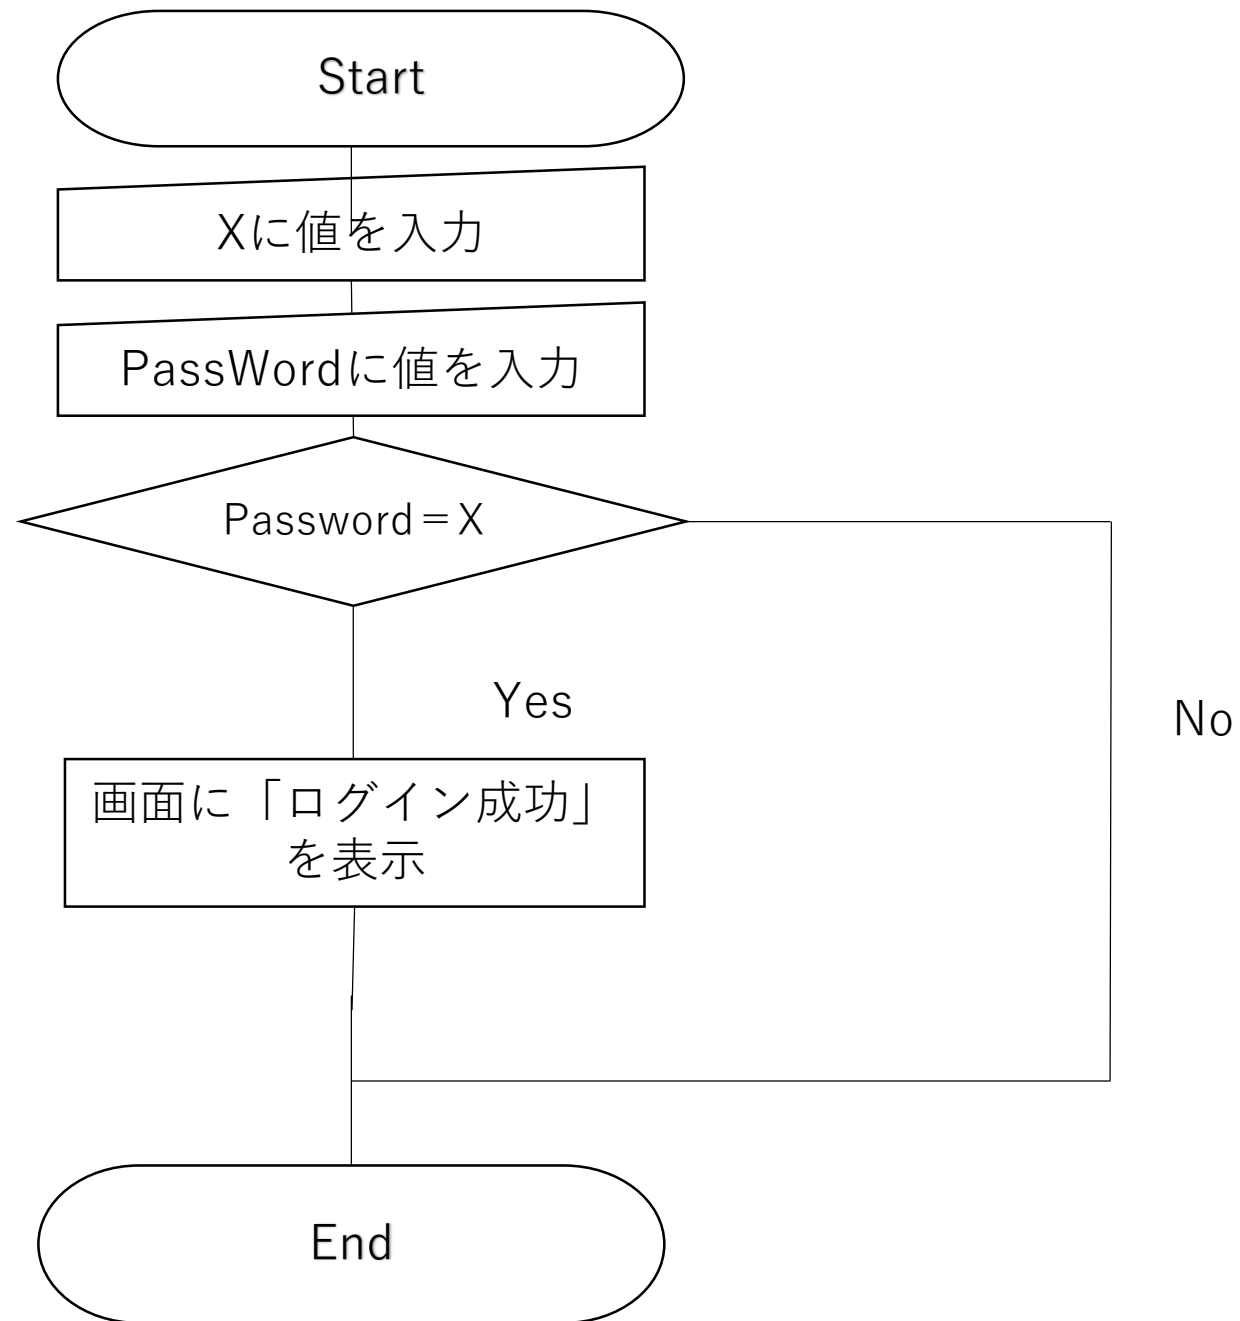 Start
Xに値を入力
PassWordに値を入力
Password＝X
Yes
No
画面に「ログイン成功」
を表示
End